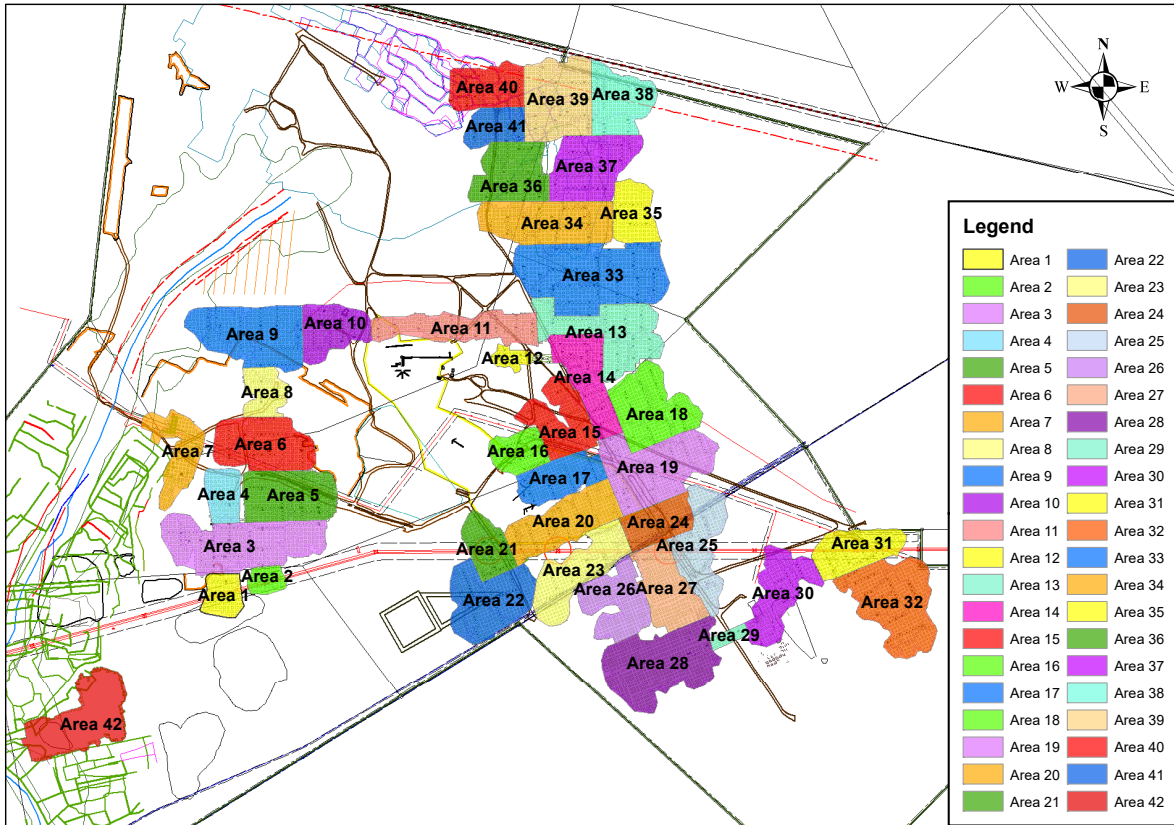 N
W E
S
Area 40
Area 39
Area 38
Area 41
Area 37
Area 36
Area 35
Area 34
Area 33
Area 9
Area 10
Area 11
Area 13
Area 12
Area 14
Area 8
Area 18
Area 7
Area 6
Area 15
Area 16
Area 19
Area 17
Area 4
Area 5
Area 20
Area 24
Area 3
Area 21
Area 25
Area 31
Area 23
Area 2
Area 1
Area 22
Area 26
Area 27
Area 30
Area 32
Area 29
Area 28
Area 42
Legend
Area 1
Area 2
Area 3
Area 4
Area 5
Area 6
Area 7
Area 8
Area 9
Area 10
Area 11
Area 12
Area 13
Area 14
Area 15
Area 16
Area 17
Area 18
Area 19
Area 20
Area 21
Area 22
Area 23
Area 24
Area 25
Area 26
Area 27
Area 28
Area 29
Area 30
Area 31
Area 32
Area 33
Area 34
Area 35
Area 36
Area 37
Area 38
Area 39
Area 40
Area 41
Area 42